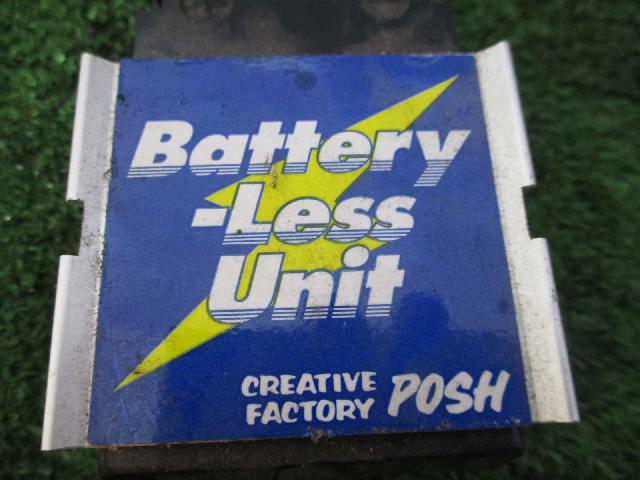 Battery
-Less
Unit
CREATIVE
FACTORY POSH